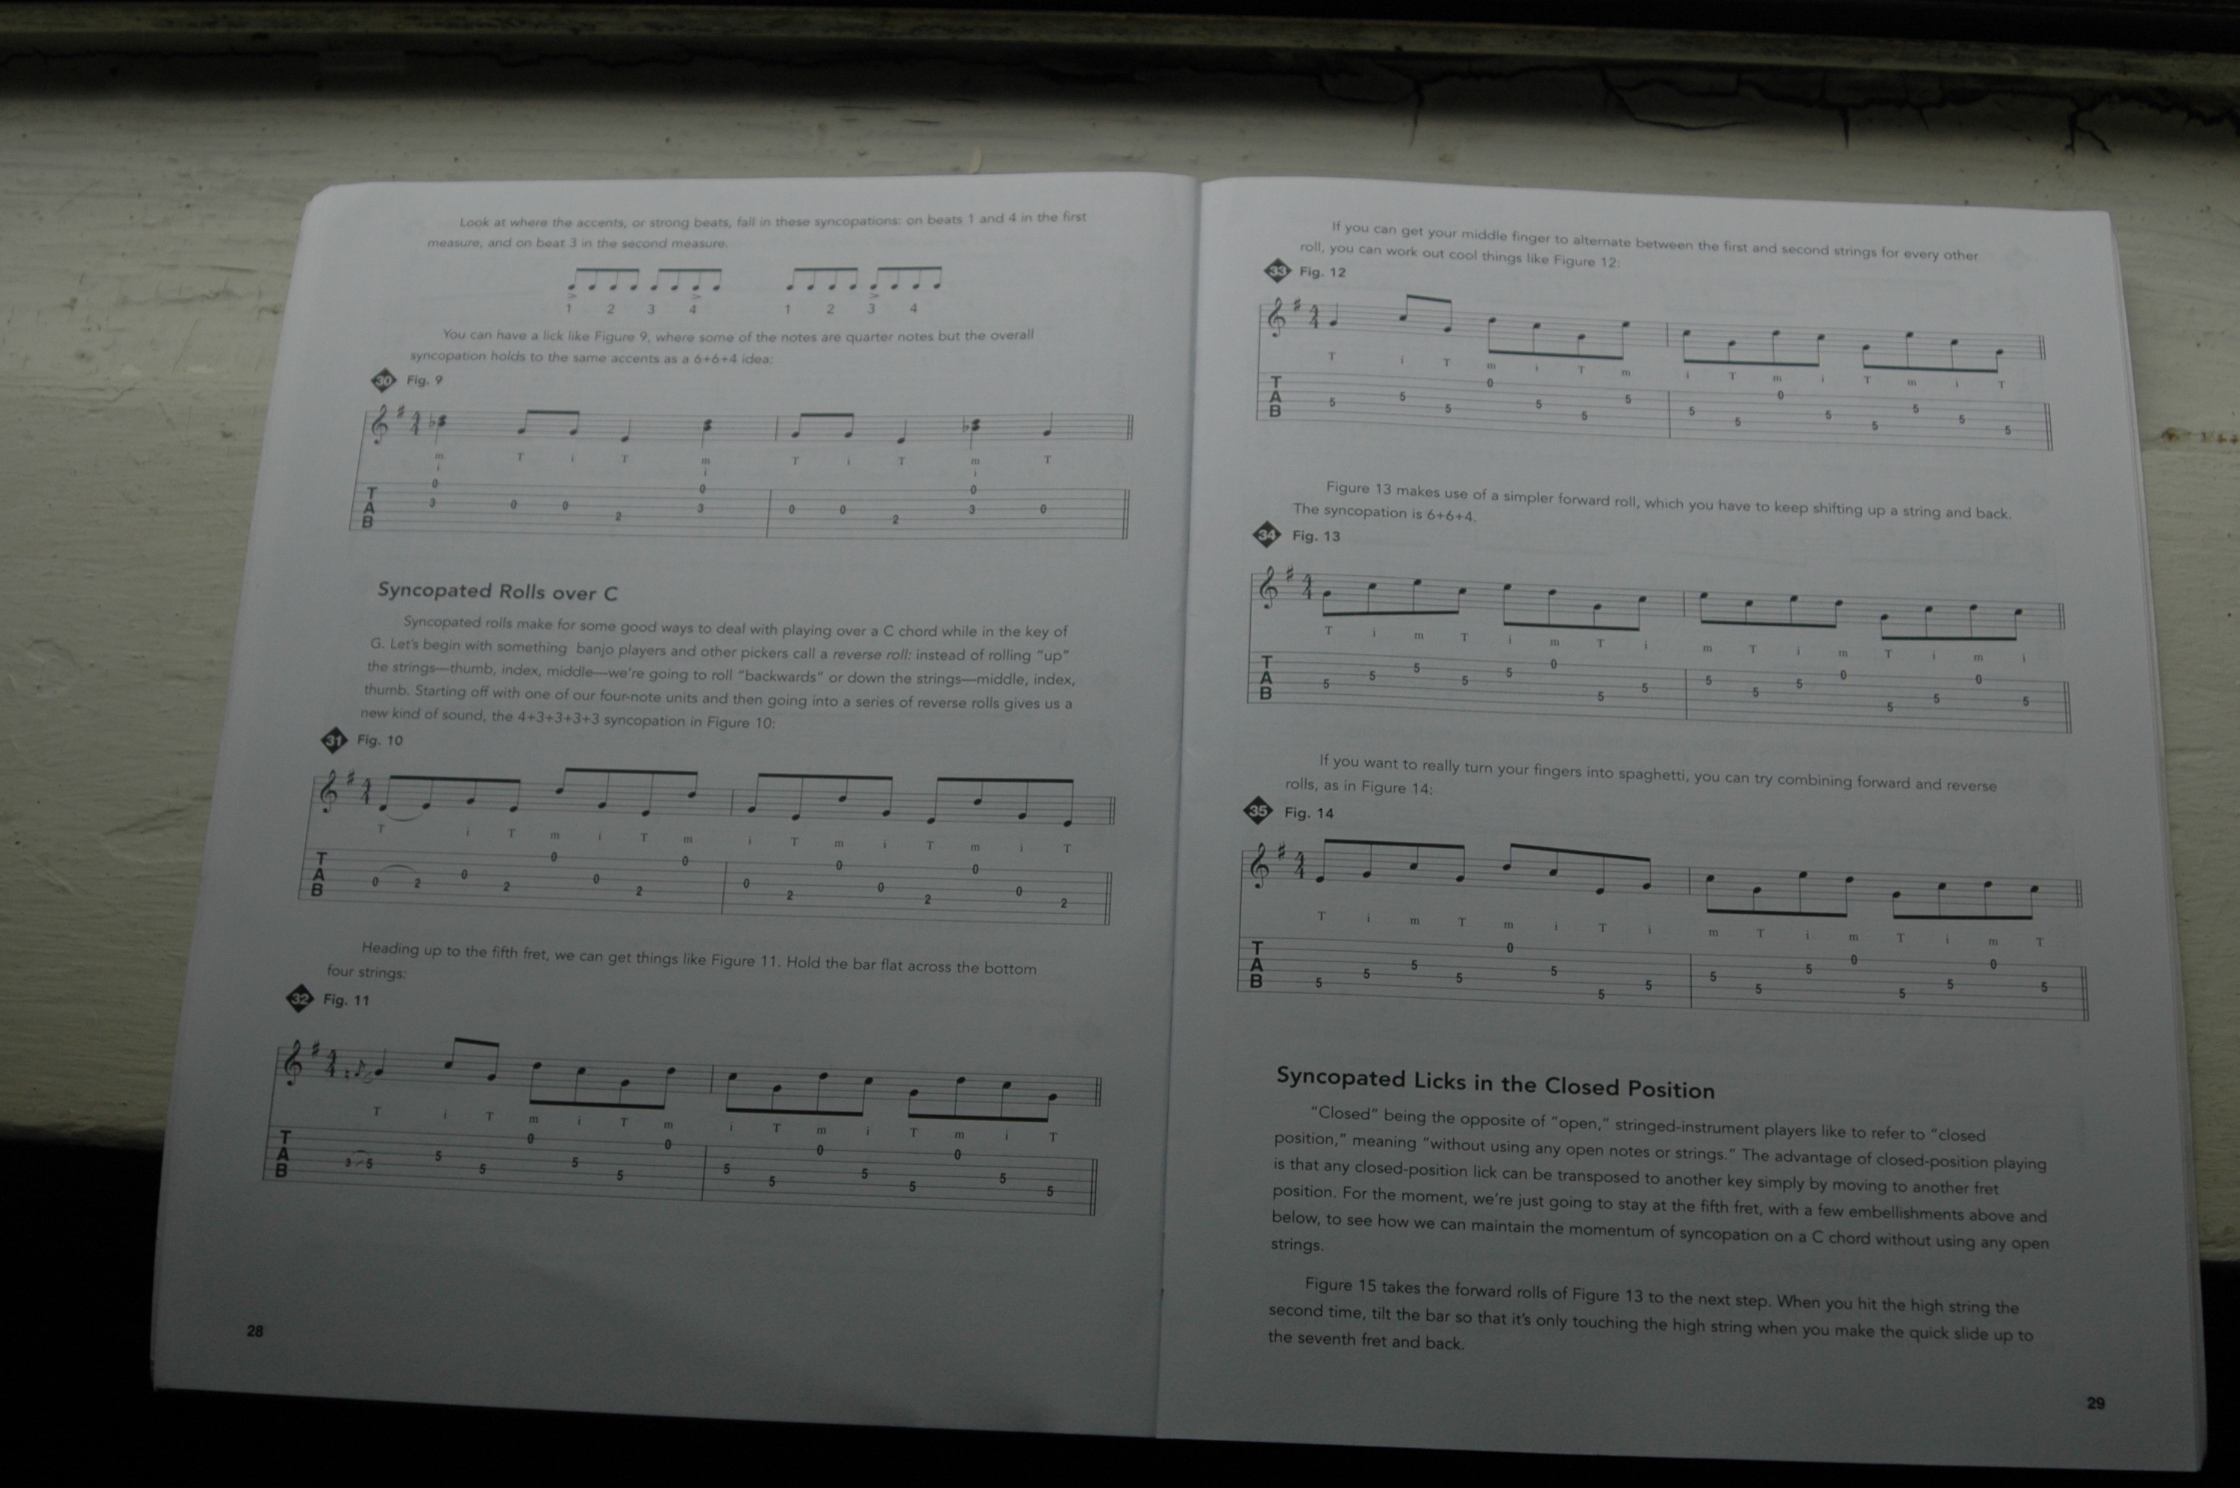 Look at where the accents, or strong beats, fall in these syncopations: on beats 1 and 4 in the first
measure, and on beat 3 in the second measure.
> > >
1 2 3 4 1 2 3 4
You can have a lick like Figure 9, where some of the notes are quarter notes but the overall
syncopation holds to the same accents as a 6+6+4 idea:
30 Fig. 9
m T i T m T i T m T
i i i
0 0 0
T A B 3 0 0 2 3 0 0 2 3 0
Syncopated Rolls over C
Syncopated rolls make for some good ways to deal with playing over a C chord while in the key of
G. Let's begin with something banjo players and other pickers call a reverse roll: instead of rolling “up”
the strings—thumb, index, middle—we're going to roll “backwards” or down the strings—middle, index,
thumb. Starting off with one of our four-note units and then going into a series of reverse rolls gives us a
new kind of sound, the 4+3+3+3+3 syncopation in Figure 10:
31 Fig. 10
T i T m i T m i T m i T m i T
T A B 0 2 0 2 0 0 2 0 0 2 0 0 2 0 0 2
Heading up to the fifth fret, we can get things like Figure 11. Hold the bar flat across the bottom
four strings:
32 Fig. 11
T i T m i T m i T m i T m i T
T A B 3 5 5 5 0 5 5 0 5 5 0 5 5 0 5 5
28
If you can get your middle finger to alternate between the first and second strings for every other
roll, you can work out cool things like Figure 12:
33 Fig. 12
T i T m i T m i T m i T m i T
T A B 5 5 5 0 5 5 5 5 5 0 5 5 5 5 5
Figure 13 makes use of a simpler forward roll, which you have to keep shifting up a string and back.
The syncopation is 6+6+4.
34 Fig. 13
T i m T i m T i m T i m T i m i
T A B 5 5 5 5 5 0 5 5 5 5 5 0 5 5 0 5
If you want to really turn your fingers into spaghetti, you can try combining forward and reverse
rolls, as in Figure 14:
35 Fig. 14
T i m T m i T i m T i m T i m T
T A B 5 5 5 5 0 5 5 5 5 5 5 0 5 5 0 5
Syncopated Licks in the Closed Position
“Closed” being the opposite of “open,” stringed-instrument players like to refer to “closed
position,” meaning “without using any open notes or strings.” The advantage of closed-position playing
is that any closed-position lick can be transposed to another key simply by moving to another fret
position. For the moment, we're just going to stay at the fifth fret, with a few embellishments above and
below, to see how we can maintain the momentum of syncopation on a C chord without using any open
strings.
Figure 15 takes the forward rolls of Figure 13 to the next step. When you hit the high string the
second time, tilt the bar so that it's only touching the high string when you make the quick slide up to
the seventh fret and back.
29